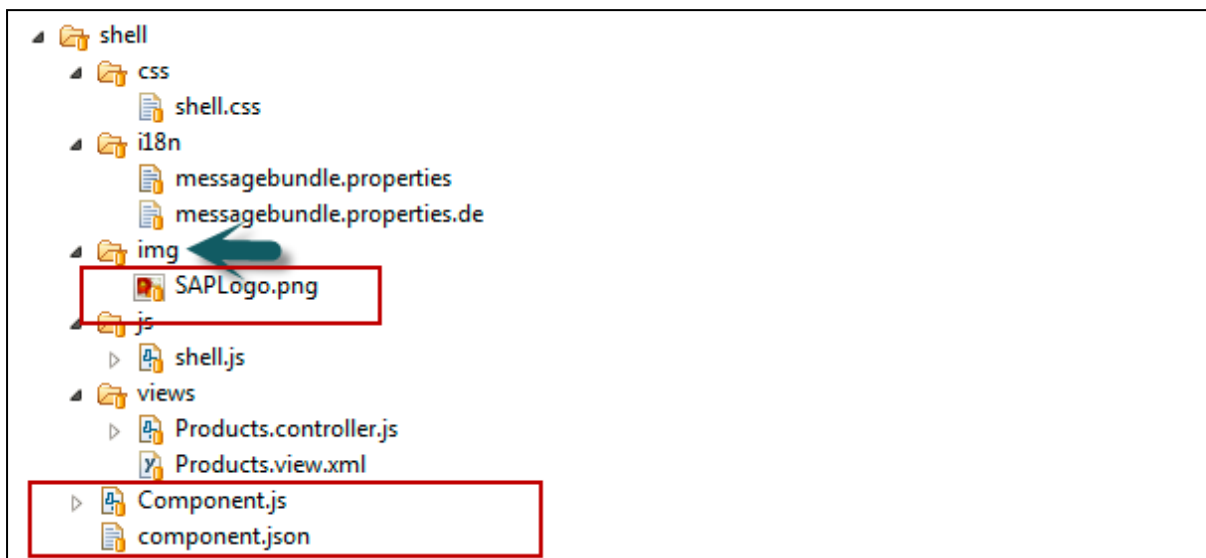 shell
css
shell.css
i18n
messagebundle.properties
messagebundle.properties.de
img
SAPLogo.png
js
shell.js
views
Products.controller.js
Products.view.xml
Component.js
component.json